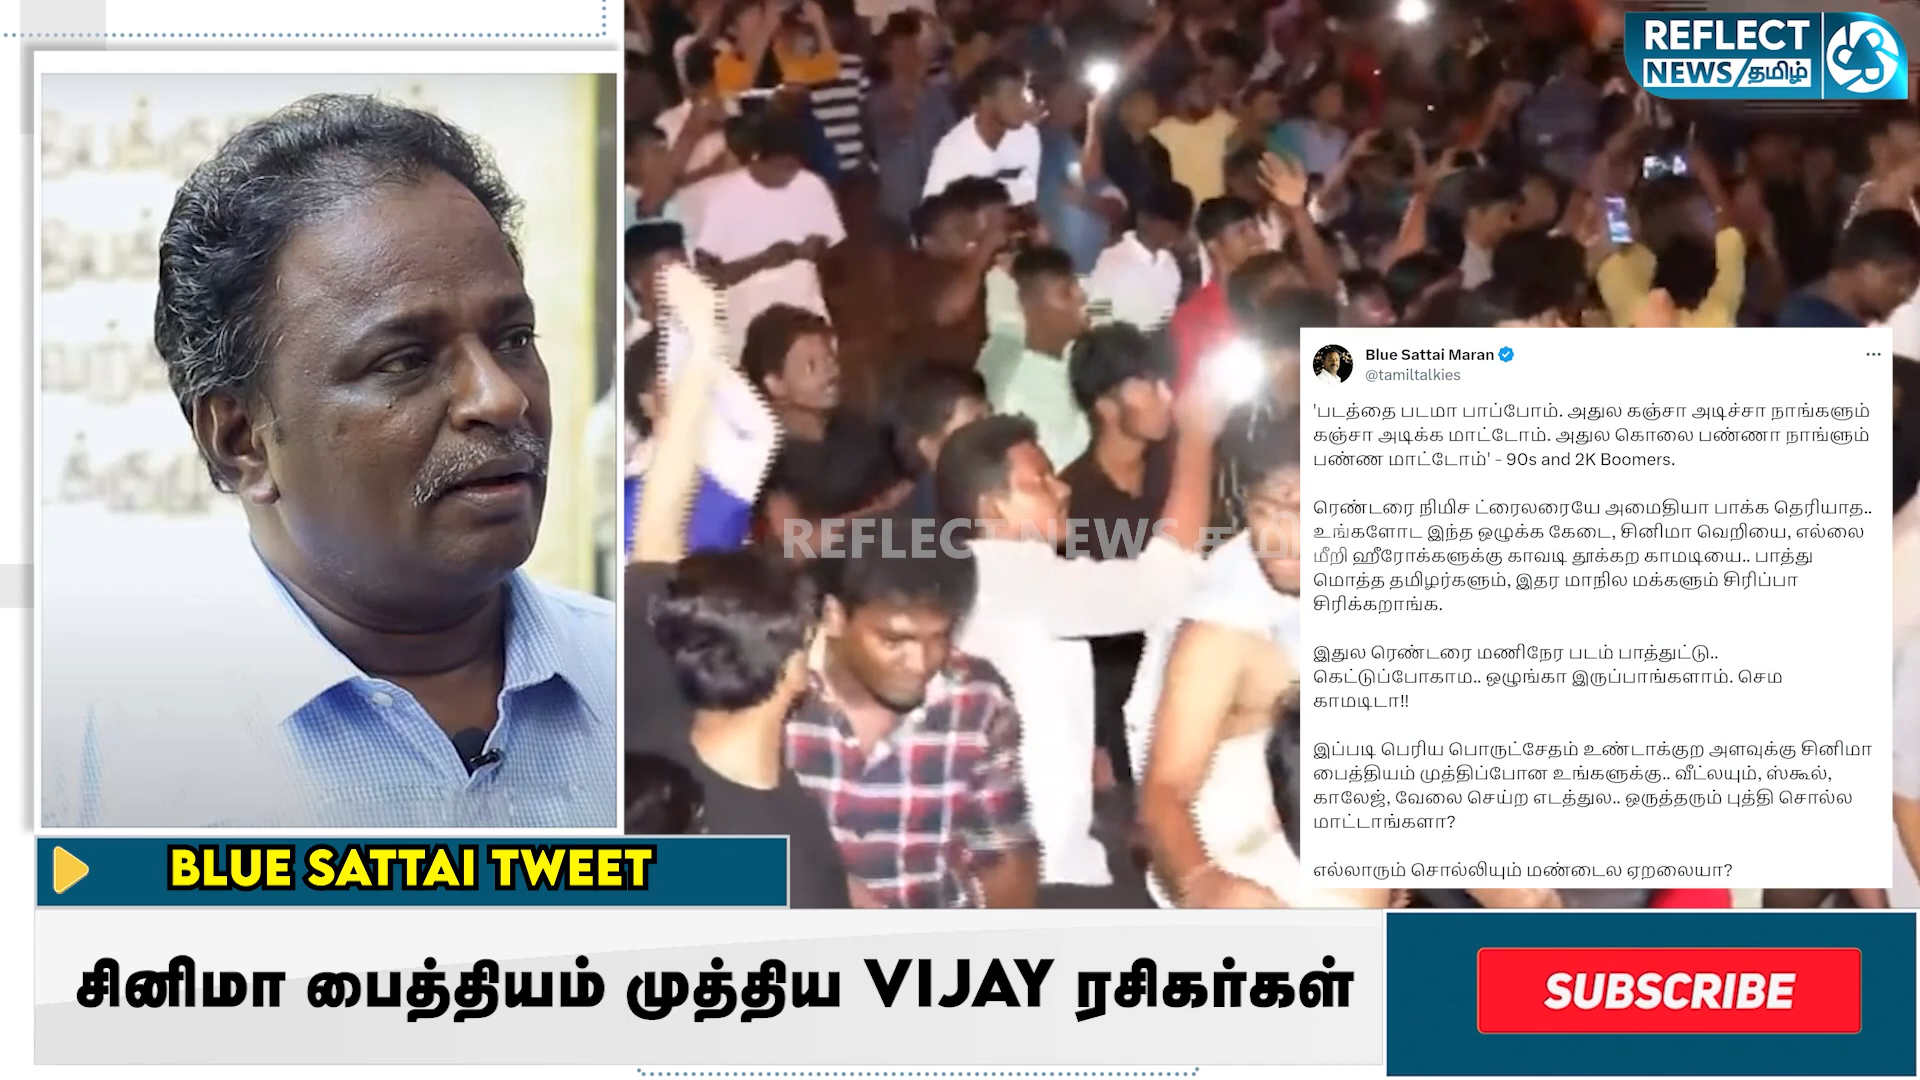 REFLECT
NEWS/தமிழ்
Blue Sattai Maran
@tamiltalkies
'படத்தை படமா பாப்போம். அதுல கஞ்சா அடிச்சா நாங்களும்
கஞ்சா அடிக்க மாட்டோம். அதுல கொலை பண்ணா நாங்ளும்
பண்ண மாட்டோம்' - 90s and 2K Boomers.
ரெண்டரை நிமிச ட்ரைலரையே அமைதியா பாக்க தெரியாத..
உங்களோட இந்த ஒழுக்க கேடை, சினிமா வெறியை, எல்லை
மீறி ஹீரோக்களுக்கு காவடி தூக்கற காமடியை.. பாத்து
மொத்த தமிழர்களும், இதர மாநில மக்களும் சிரிப்பா
சிரிக்கறாங்க.
இதுல ரெண்டரை மணிநேர படம் பாத்துட்டு..
கெட்டுப்போகாம.. ஒழுங்கா இருப்பாங்களாம். செம
காமடிடா!!
இப்படி பெரிய பொருட்சேதம் உண்டாக்குற அளவுக்கு சினிமா
பைத்தியம் முத்திப்போன உங்களுக்கு.. வீட்லயும், ஸ்கூல்,
காலேஜ், வேலை செய்ற எடத்துல.. ஒருத்தரும் புத்தி சொல்ல
மாட்டாங்களா?
எல்லாரும் சொல்லியும் மண்டைல ஏறலையா?
REFLECT NEWS தமி
BLUE SATTAI TWEET
சினிமா பைத்தியம் முத்திய VIJAY ரசிகர்கள்
SUBSCRIBE